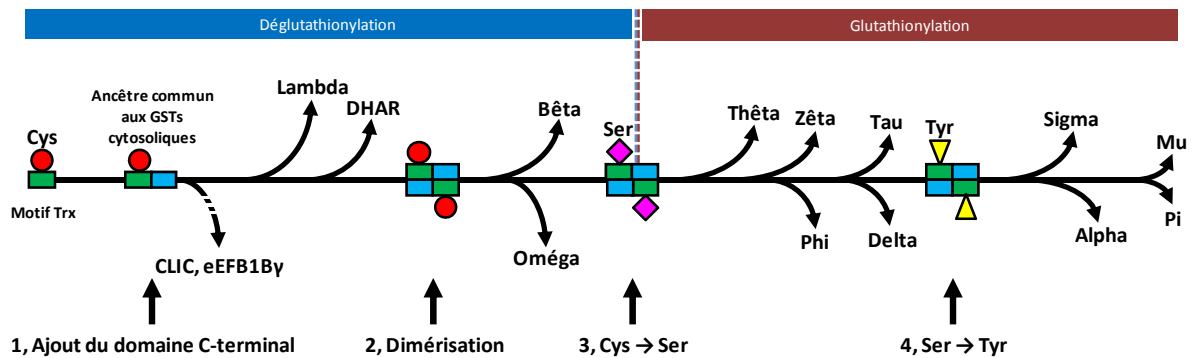 Déglutathionylation
Glutathionylation
Ancêtre commun
aux GSTs
cytosoliques
Cys
Lambda
DHAR
Bêta
Ser
Thêta
Zêta
Tau
Tyr
Sigma
Mu
Motif Trx
CLIC, eEFB1Bγ
Oméga
Phi
Delta
Alpha
Pi
1, Ajout du domaine C-terminal
2, Dimérisation
3, Cys → Ser
4, Ser → Tyr